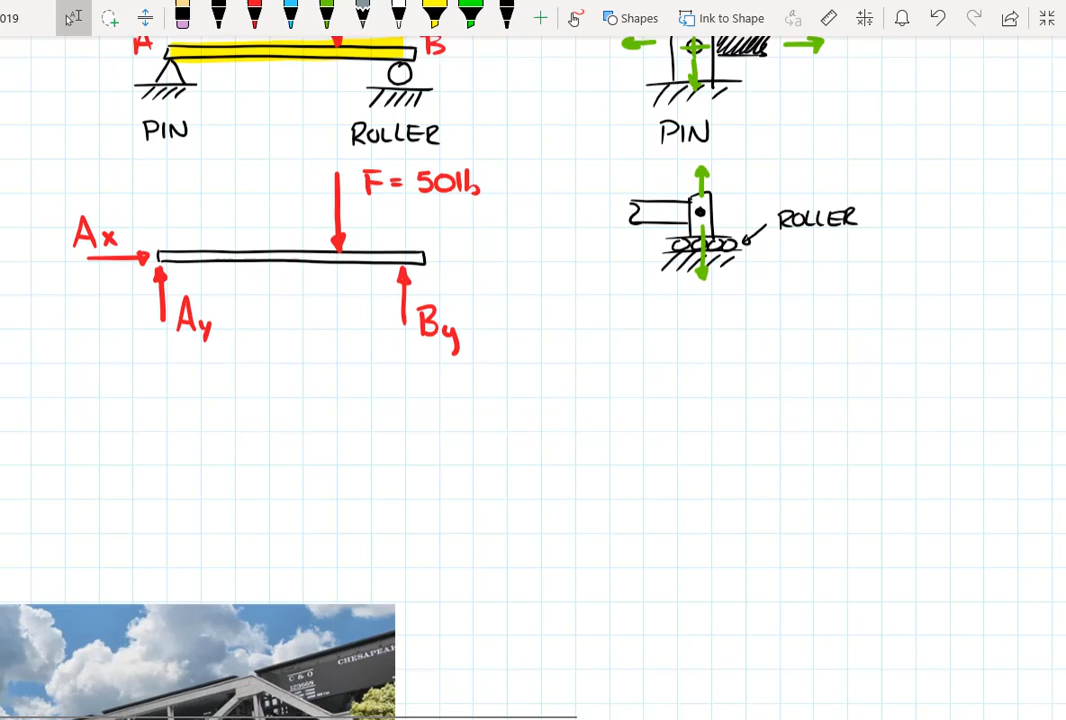 019
Shapes
Ink to Shape
A
B
PIN
ROLLER
PIN
F = 50lb
ROLLER
Ax
Ay
By
C & O